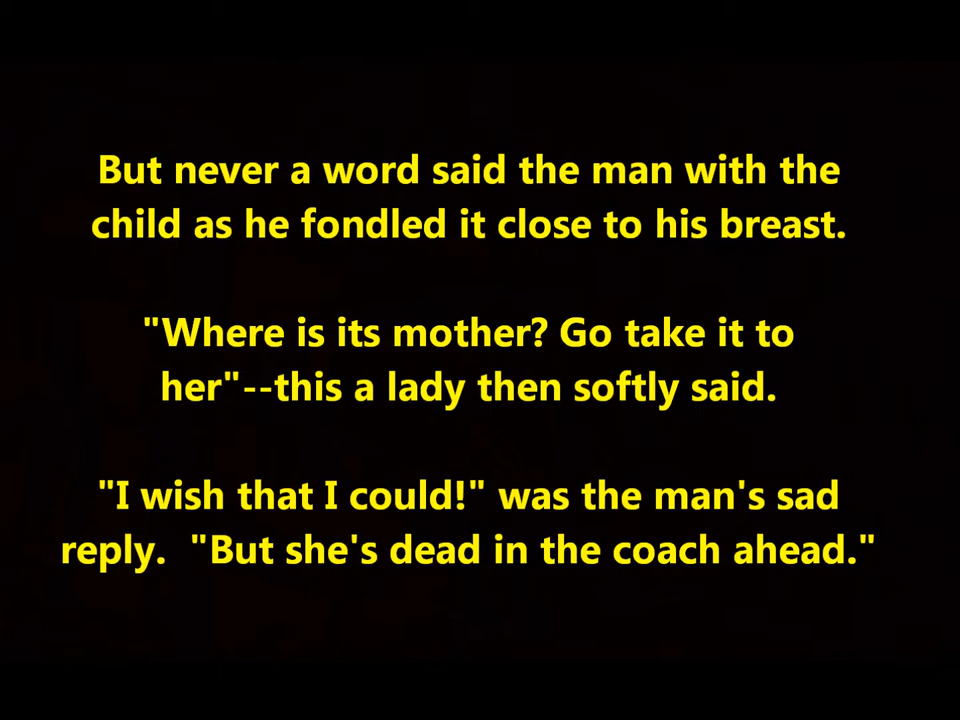 But never a word said the man with the
child as he fondled it close to his breast.
"Where is its mother? Go take it to
her"--this a lady then softly said.
"I wish that I could!" was the man's sad
reply.  "But she's dead in the coach ahead."